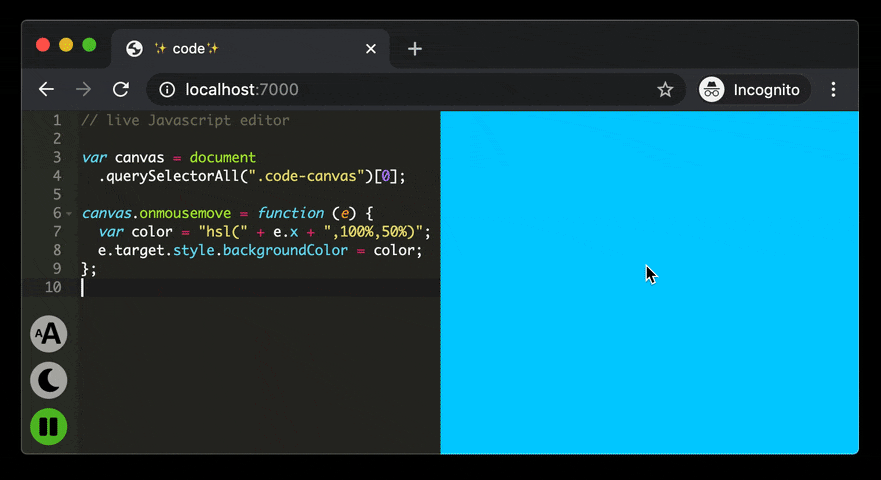 ✨ code✨
localhost:7000
Incognito
1 // live Javascript editor
2
3 var canvas = document
4   .querySelectorAll(".code-canvas")[0];
5
6 canvas.onmousemove = function (e) {
7   var color = "hsl(" + e.x + ",100%,50%)";
8   e.target.style.backgroundColor = color;
9 };
10
AA